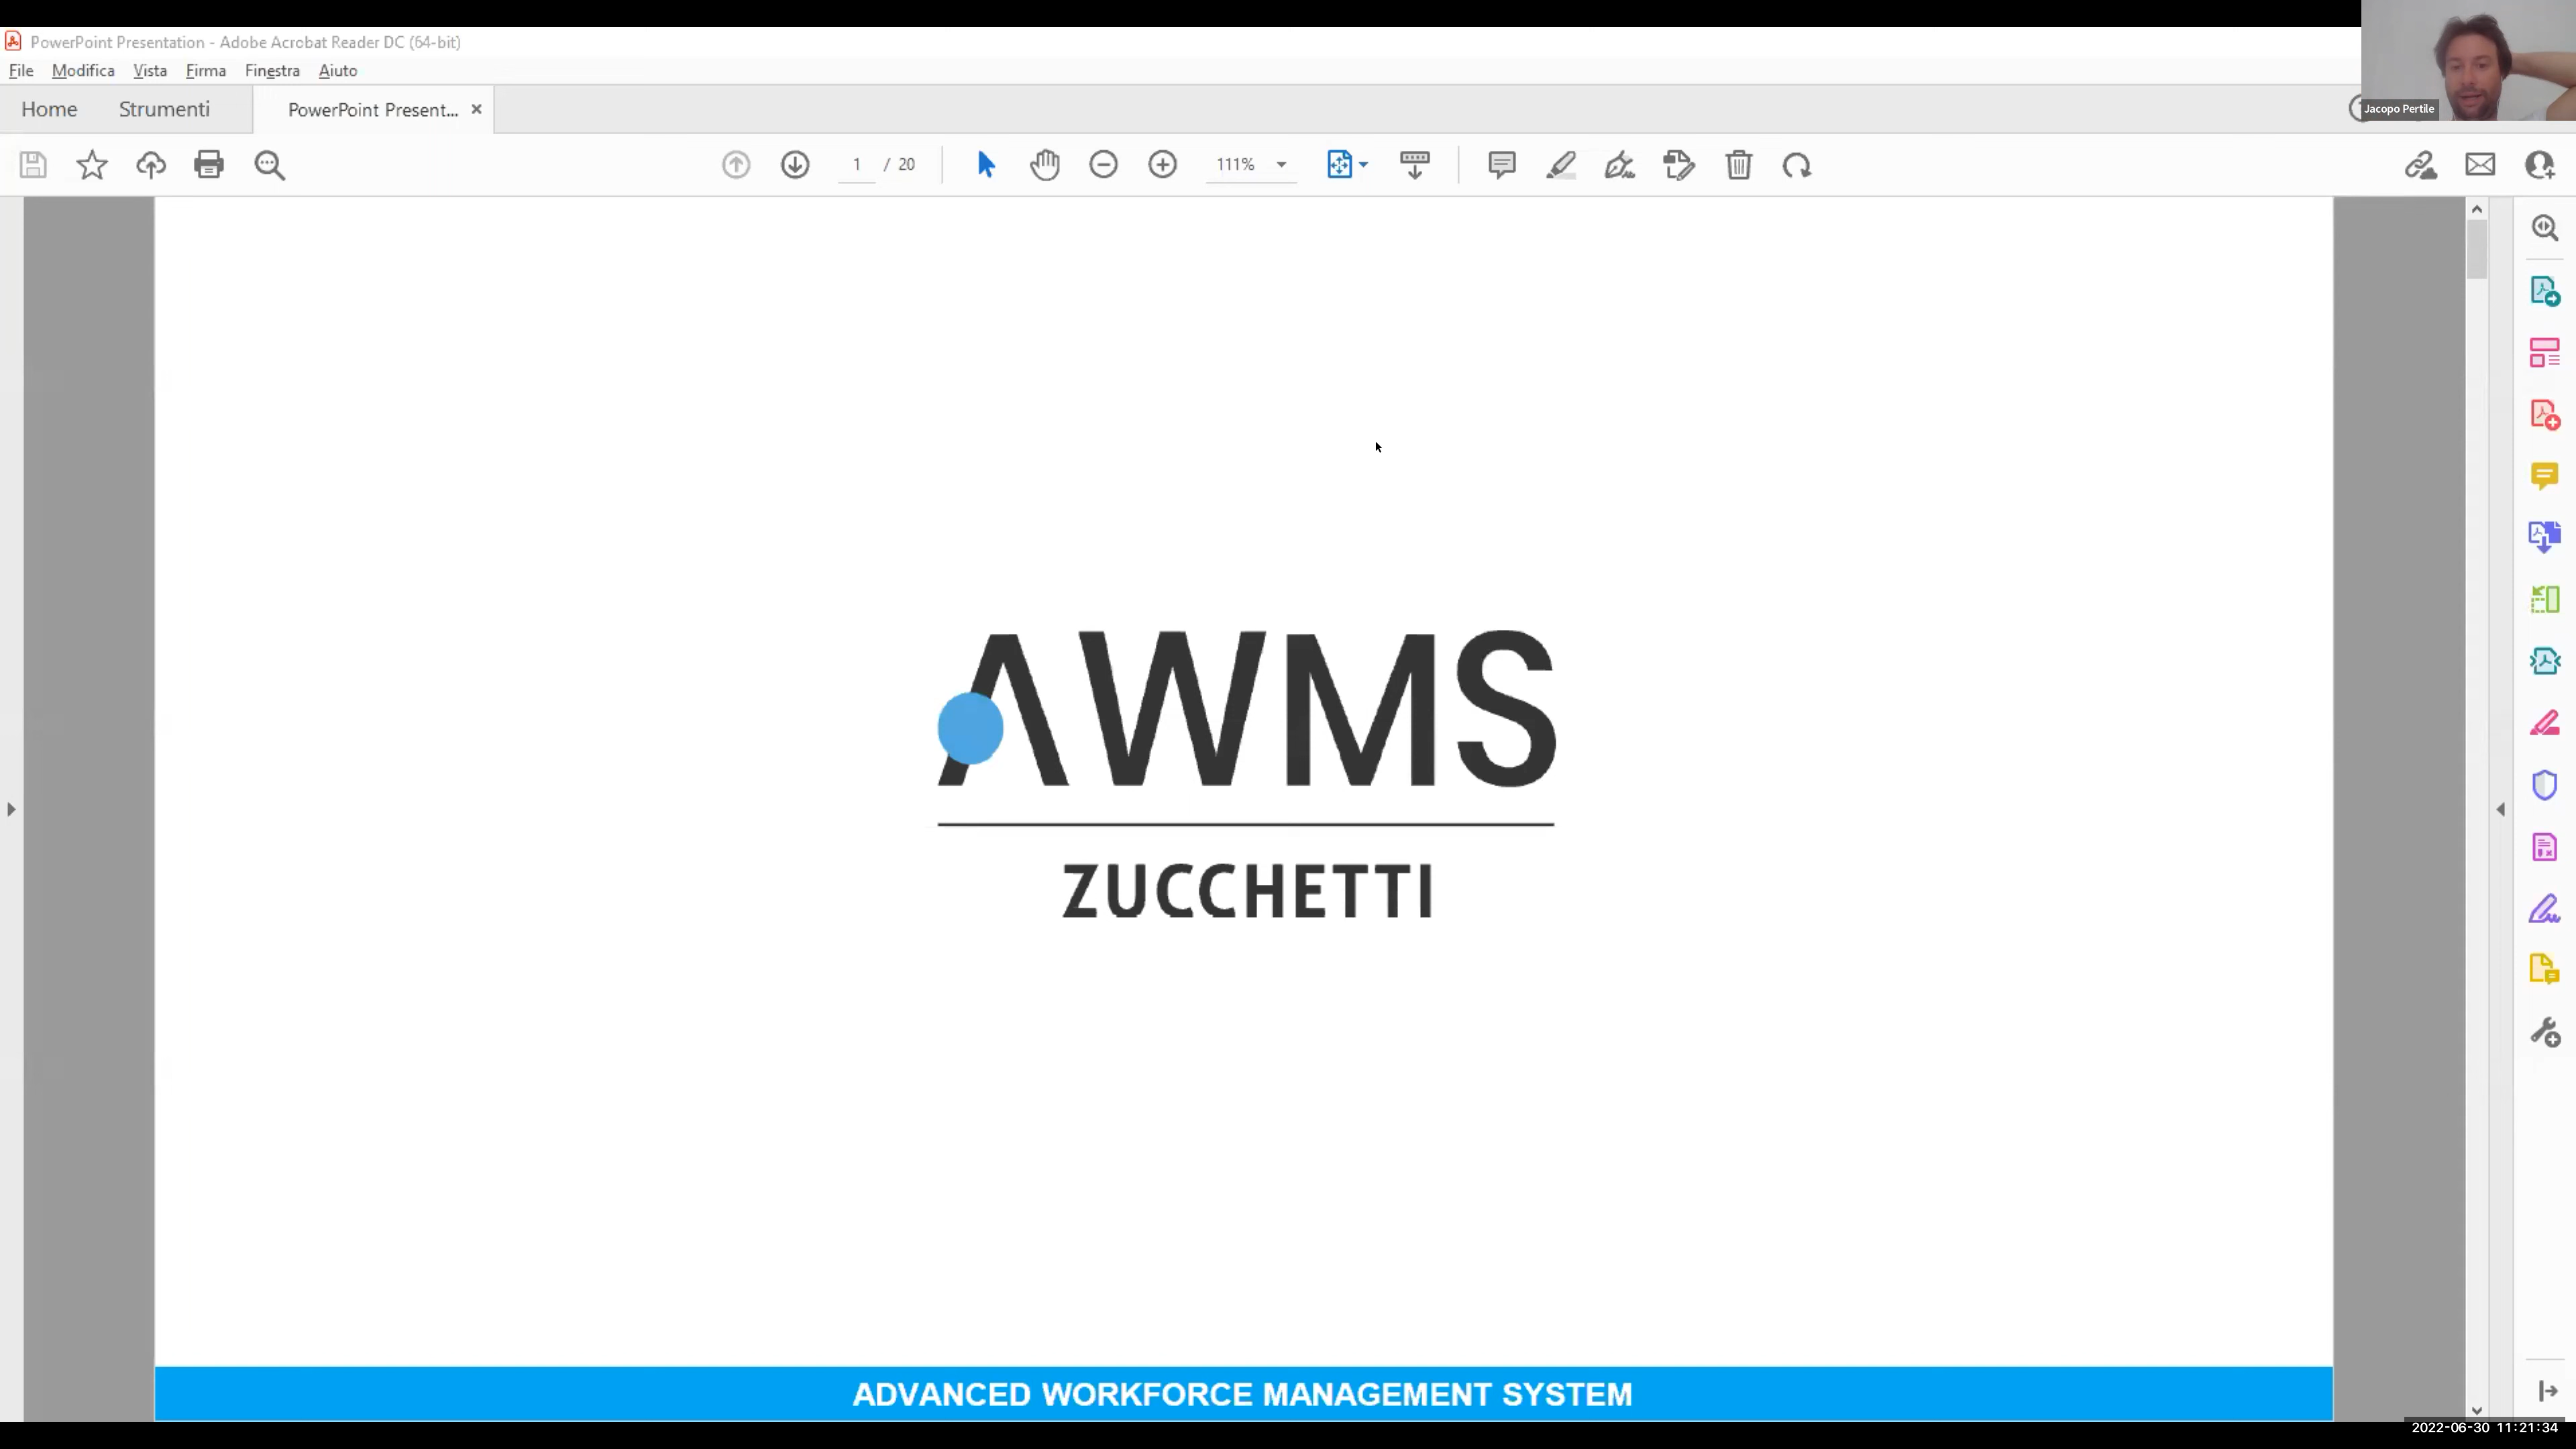 PowerPoint Presentation - Adobe Acrobat Reader DC (64-bit)
File Modifica Vista Firma Finestra Aiuto
Jacopo Pertile
Home Strumenti PowerPoint Present...
1 / 20 111%
AWMS
ZUCCHETTI
ADVANCED WORKFORCE MANAGEMENT SYSTEM
2022-06-30 11:21:34